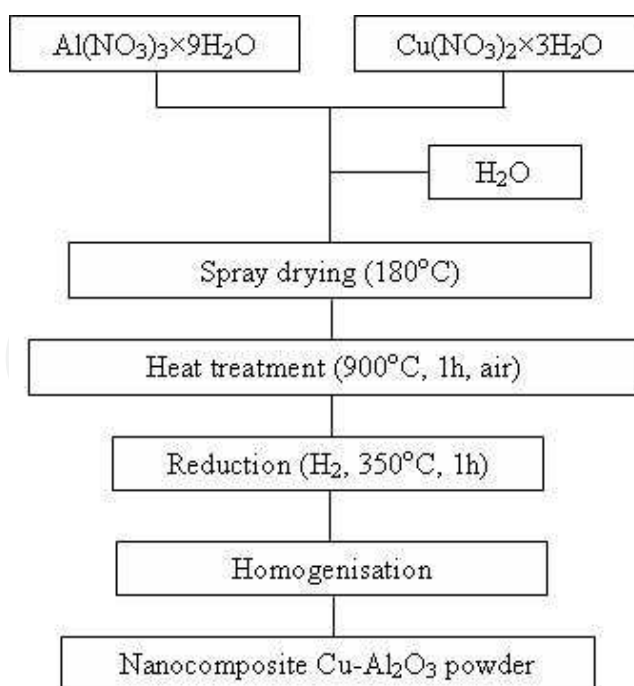 Al(NO₃)₃×9H₂O
Cu(NO₃)₂×3H₂O
H₂O
Spray drying (180°C)
Heat treatment (900°C, 1h, air)
Reduction (H₂, 350°C, 1h)
Homogenisation
Nanocomposite Cu-Al₂O₃ powder